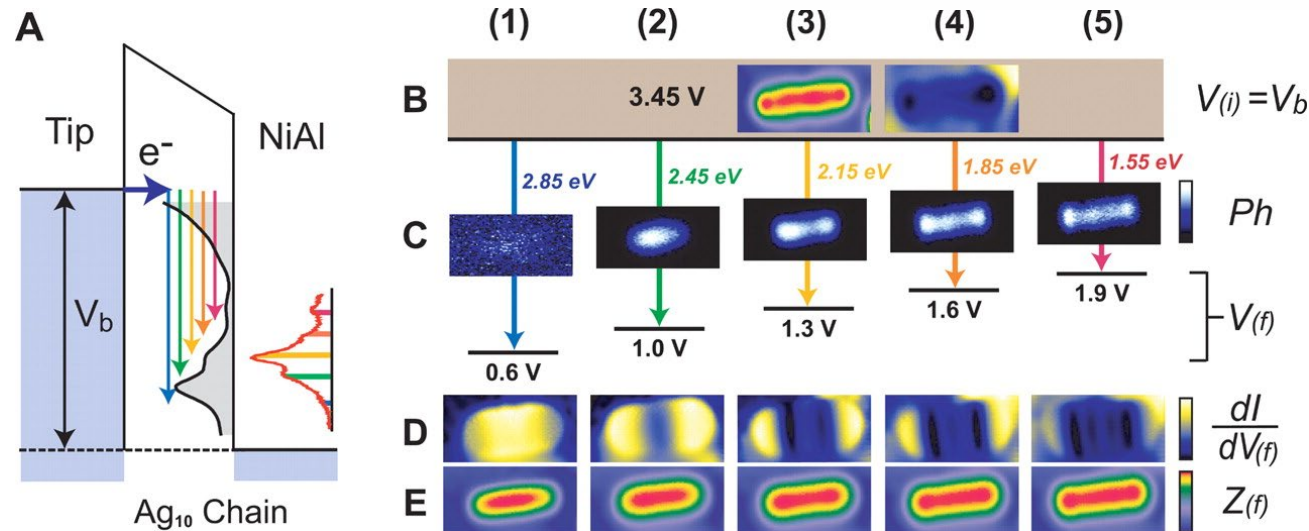 A
Tip
e-
NiAl
Vb
Ag10 Chain
(1) (2) (3) (4) (5)
B
3.45 V
V(i) = Vb
2.85 eV 2.45 eV 2.15 eV 1.85 eV 1.55 eV
C
Ph
0.6 V 1.0 V 1.3 V 1.6 V 1.9 V
V(f)
D
dI
dV(f)
E
Z(f)